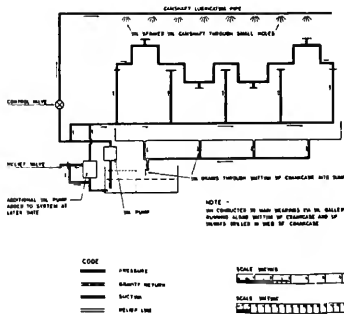 CAMSHAFT LUBRICATING PIPE
OIL SPRAYED ON CAMSHAFT THROUGH SMALL HOLES
CONTROL VALVE
RELIEF VALVE
OIL DRAINS THROUGH BOTTOM OF CRANKCASE INTO SUMP
ADDITIONAL OIL PUMP
ADDED TO SYSTEM AT
LATER DATE
OIL PUMP
NOTE -
OIL CONDUCTED TO MAIN BEARINGS VIA OIL GALLERY
RUNNING ALONG BOTTOM OF CRANKCASE AND UP
DRILLED IN WEB OF CRANKCASE
CODE
PRESSURE
GRAVITY RETURN
SUCTION
RELIEF LINE
SCALE
SCALE